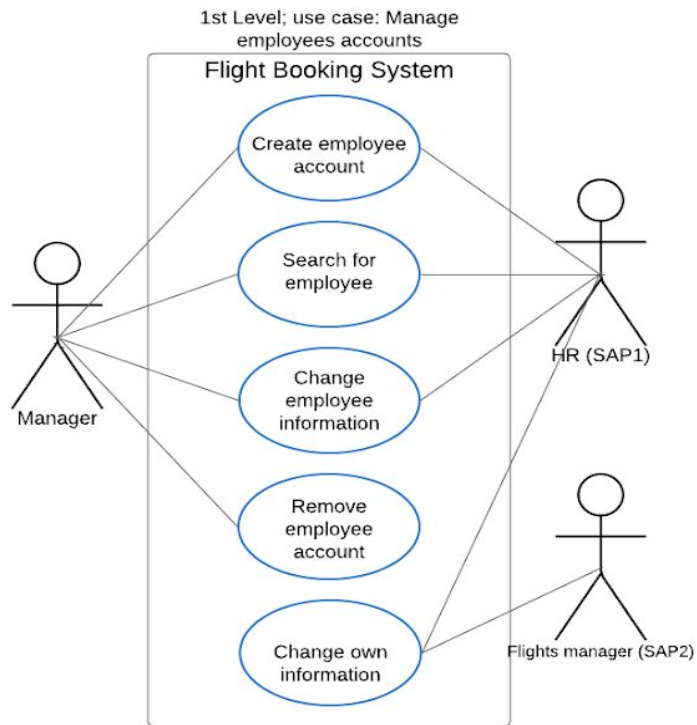 1st Level; use case: Manage
employees accounts
Flight Booking System
Create employee
account
Search for
employee
HR (SAP1)
Change
employee
information
Manager
Remove
employee
account
Change own
information
Flights manager (SAP2)